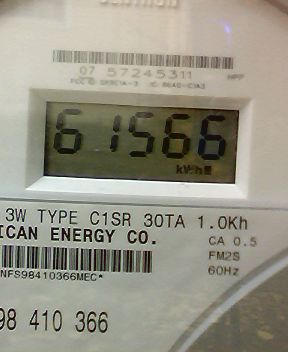 07 57245311 HPF
61566
kWh
3W TYPE C1SR 30TA 1.0Kh
ICAN ENERGY CO.
CA 0.5
FM2S
60Hz
NFS98410366MEC*
98 410 366